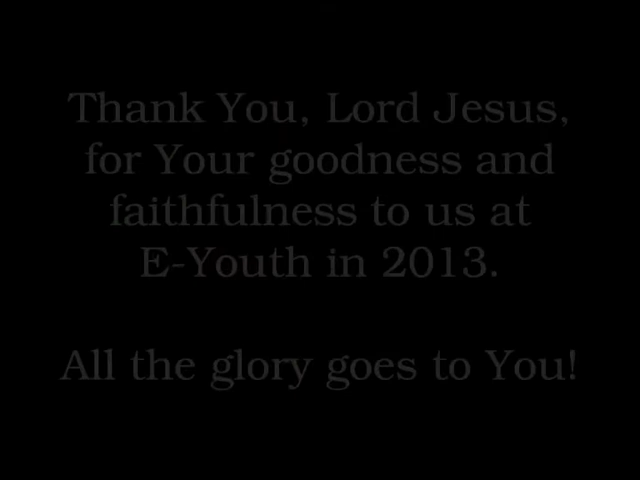 Thank You, Lord Jesus,
for Your goodness and
faithfulness to us at
E-Youth in 2013.
All the glory goes to You!